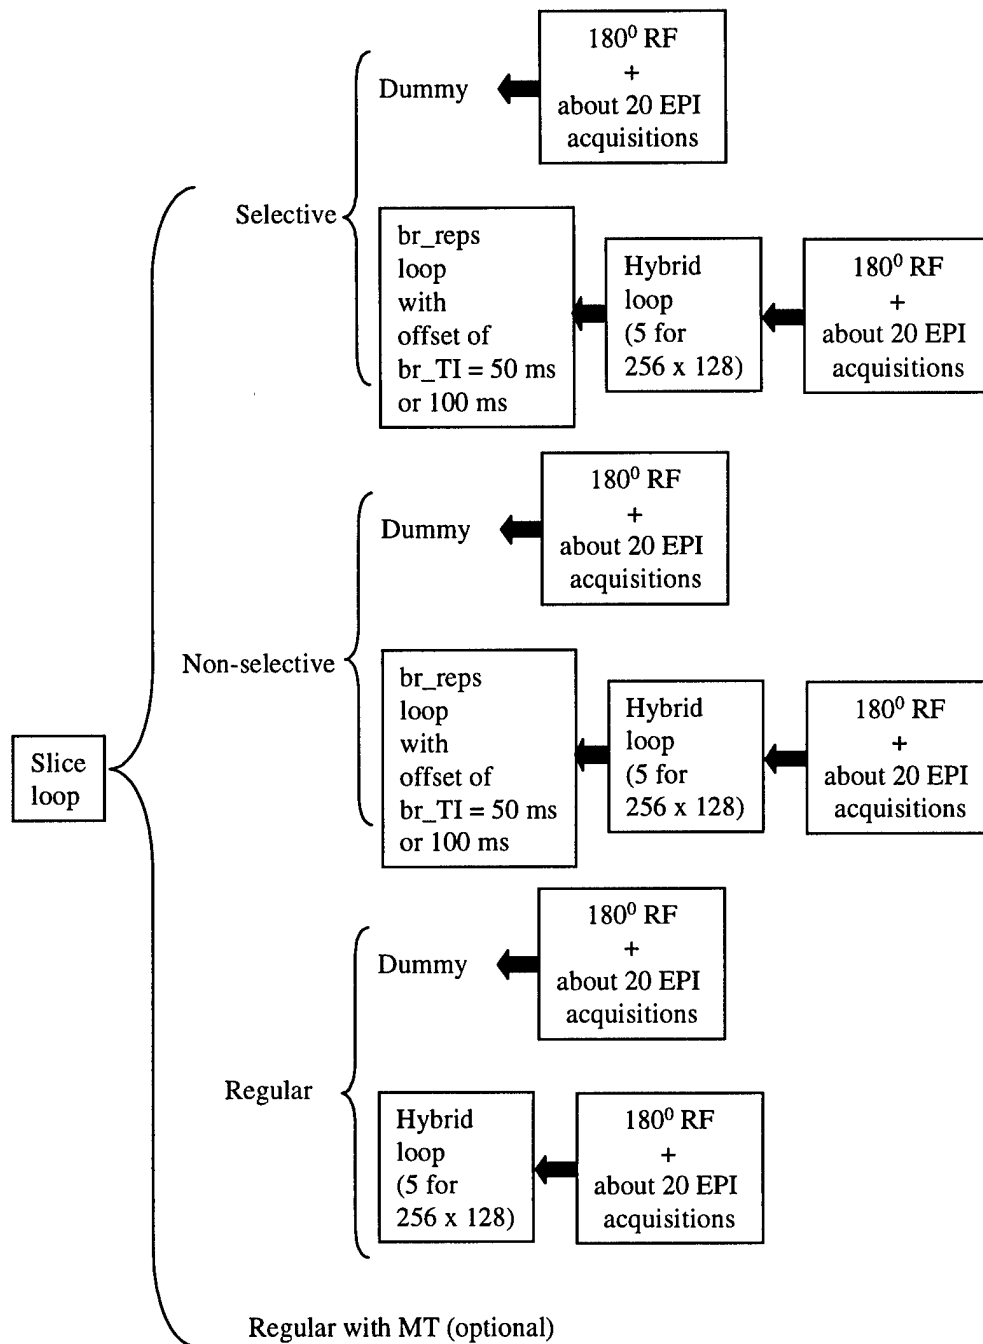 180⁰ RF
+
about 20 EPI
acquisitions
Dummy
Selective
br_reps
loop
with
offset of
br_TI = 50 ms
or 100 ms
Hybrid
loop
(5 for
256 x 128)
180⁰ RF
+
about 20 EPI
acquisitions
180⁰ RF
+
about 20 EPI
acquisitions
Dummy
Non-selective
br_reps
loop
with
offset of
br_TI = 50 ms
or 100 ms
Hybrid
loop
(5 for
256 x 128)
180⁰ RF
+
about 20 EPI
acquisitions
Slice
loop
180⁰ RF
+
about 20 EPI
acquisitions
Dummy
Regular
Hybrid
loop
(5 for
256 x 128)
180⁰ RF
+
about 20 EPI
acquisitions
Regular with MT (optional)